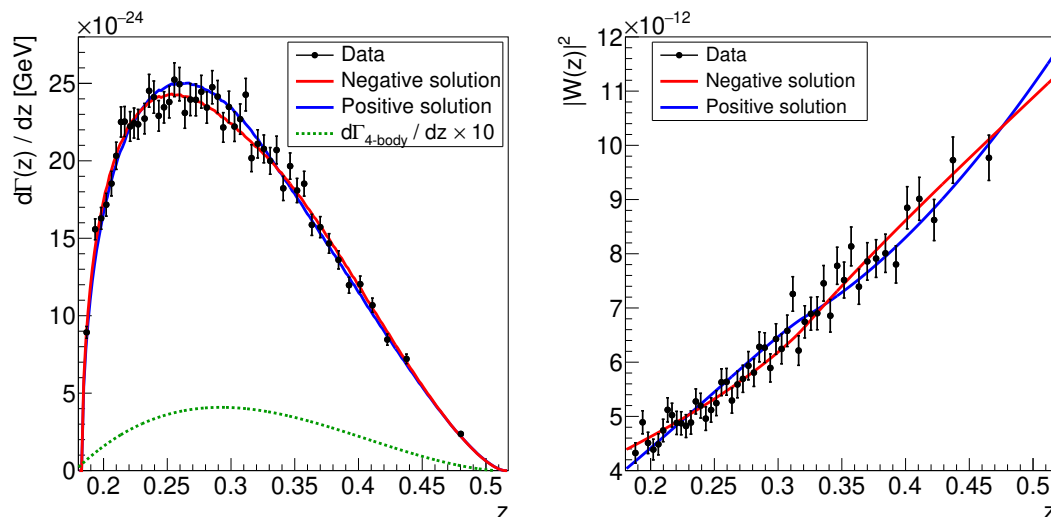 ×10⁻²⁴
dΓ(z) / dz [GeV]
Data
Negative solution
Positive solution
dΓ4-body / dz × 10
25
20
15
10
5
0
0.2 0.25 0.3 0.35 0.4 0.45 0.5
z
×10⁻¹²
|W(z)|²
Data
Negative solution
Positive solution
12
11
10
9
8
7
6
5
4
0.2 0.25 0.3 0.35 0.4 0.45 0.5
z